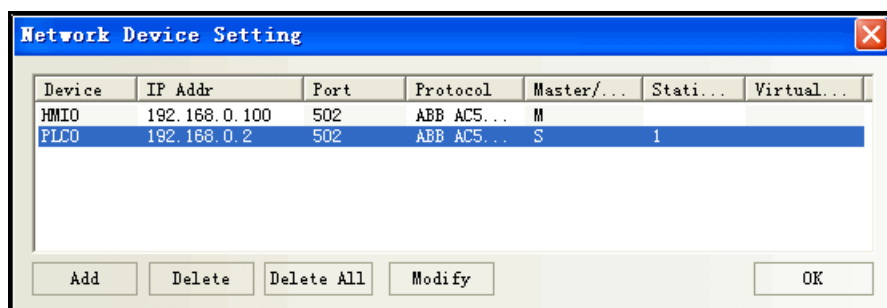 Network Device Setting
Device IP Addr Port Protocol Master/... Stati... Virtual...
HMI0 192.168.0.100 502 ABB AC5... M
PLC0 192.168.0.2 502 ABB AC5... S 1
Add Delete Delete All Modify OK